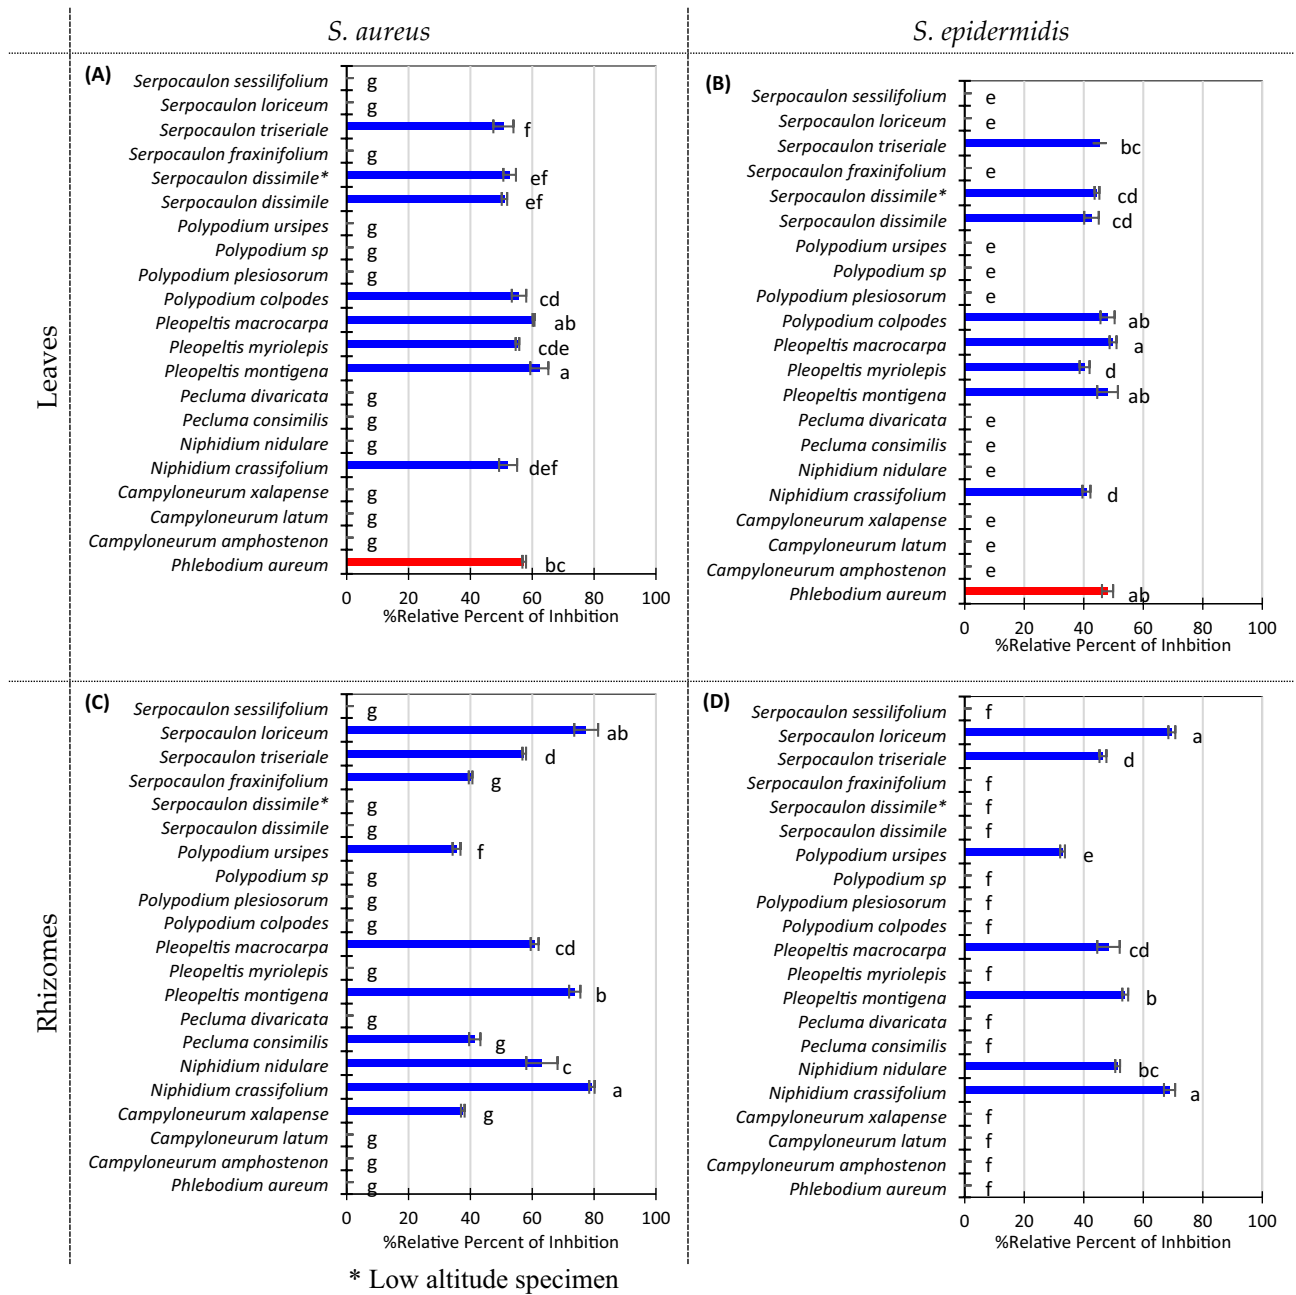 S. aureus
S. epidermidis
Leaves
(A)
Serpocaulon sessilifolium g
Serpocaulon loriceum g
Serpocaulon triseriale f
Serpocaulon fraxinifolium g
Serpocaulon dissimile* ef
Serpocaulon dissimile ef
Polypodium ursipes g
Polypodium sp g
Polypodium plesiosorum g
Polypodium colpodes cd
Pleopeltis macrocarpa ab
Pleopeltis myriolepis cde
Pleopeltis montigena a
Pecluma divaricata g
Pecluma consimilis g
Niphidium nidulare g
Niphidium crassifolium def
Campyloneurum xalapense g
Campyloneurum latum g
Campyloneurum amphostenon g
Phlebodium aureum bc
0 20 40 60 80 100
%Relative Percent of Inhbition
(B)
Serpocaulon sessilifolium e
Serpocaulon loriceum e
Serpocaulon triseriale bc
Serpocaulon fraxinifolium e
Serpocaulon dissimile* cd
Serpocaulon dissimile cd
Polypodium ursipes e
Polypodium sp e
Polypodium plesiosorum e
Polypodium colpodes ab
Pleopeltis macrocarpa a
Pleopeltis myriolepis d
Pleopeltis montigena ab
Pecluma divaricata e
Pecluma consimilis e
Niphidium nidulare e
Niphidium crassifolium d
Campyloneurum xalapense e
Campyloneurum latum e
Campyloneurum amphostenon e
Phlebodium aureum ab
0 20 40 60 80 100
%Relative Percent of Inhbition
Rhizomes
(C)
Serpocaulon sessilifolium g
Serpocaulon loriceum ab
Serpocaulon triseriale d
Serpocaulon fraxinifolium g
Serpocaulon dissimile* g
Serpocaulon dissimile g
Polypodium ursipes f
Polypodium sp g
Polypodium plesiosorum g
Polypodium colpodes g
Pleopeltis macrocarpa cd
Pleopeltis myriolepis g
Pleopeltis montigena b
Pecluma divaricata g
Pecluma consimilis g
Niphidium nidulare c
Niphidium crassifolium a
Campyloneurum xalapense g
Campyloneurum latum g
Campyloneurum amphostenon g
Phlebodium aureum g
0 20 40 60 80 100
%Relative Percent of Inhbition
(D)
Serpocaulon sessilifolium f
Serpocaulon loriceum a
Serpocaulon triseriale d
Serpocaulon fraxinifolium f
Serpocaulon dissimile* f
Serpocaulon dissimile f
Polypodium ursipes e
Polypodium sp f
Polypodium plesiosorum f
Polypodium colpodes f
Pleopeltis macrocarpa cd
Pleopeltis myriolepis f
Pleopeltis montigena b
Pecluma divaricata f
Pecluma consimilis f
Niphidium nidulare bc
Niphidium crassifolium a
Campyloneurum xalapense f
Campyloneurum latum f
Campyloneurum amphostenon f
Phlebodium aureum f
0 20 40 60 80 100
%Relative Percent of Inhbition
* Low altitude specimen